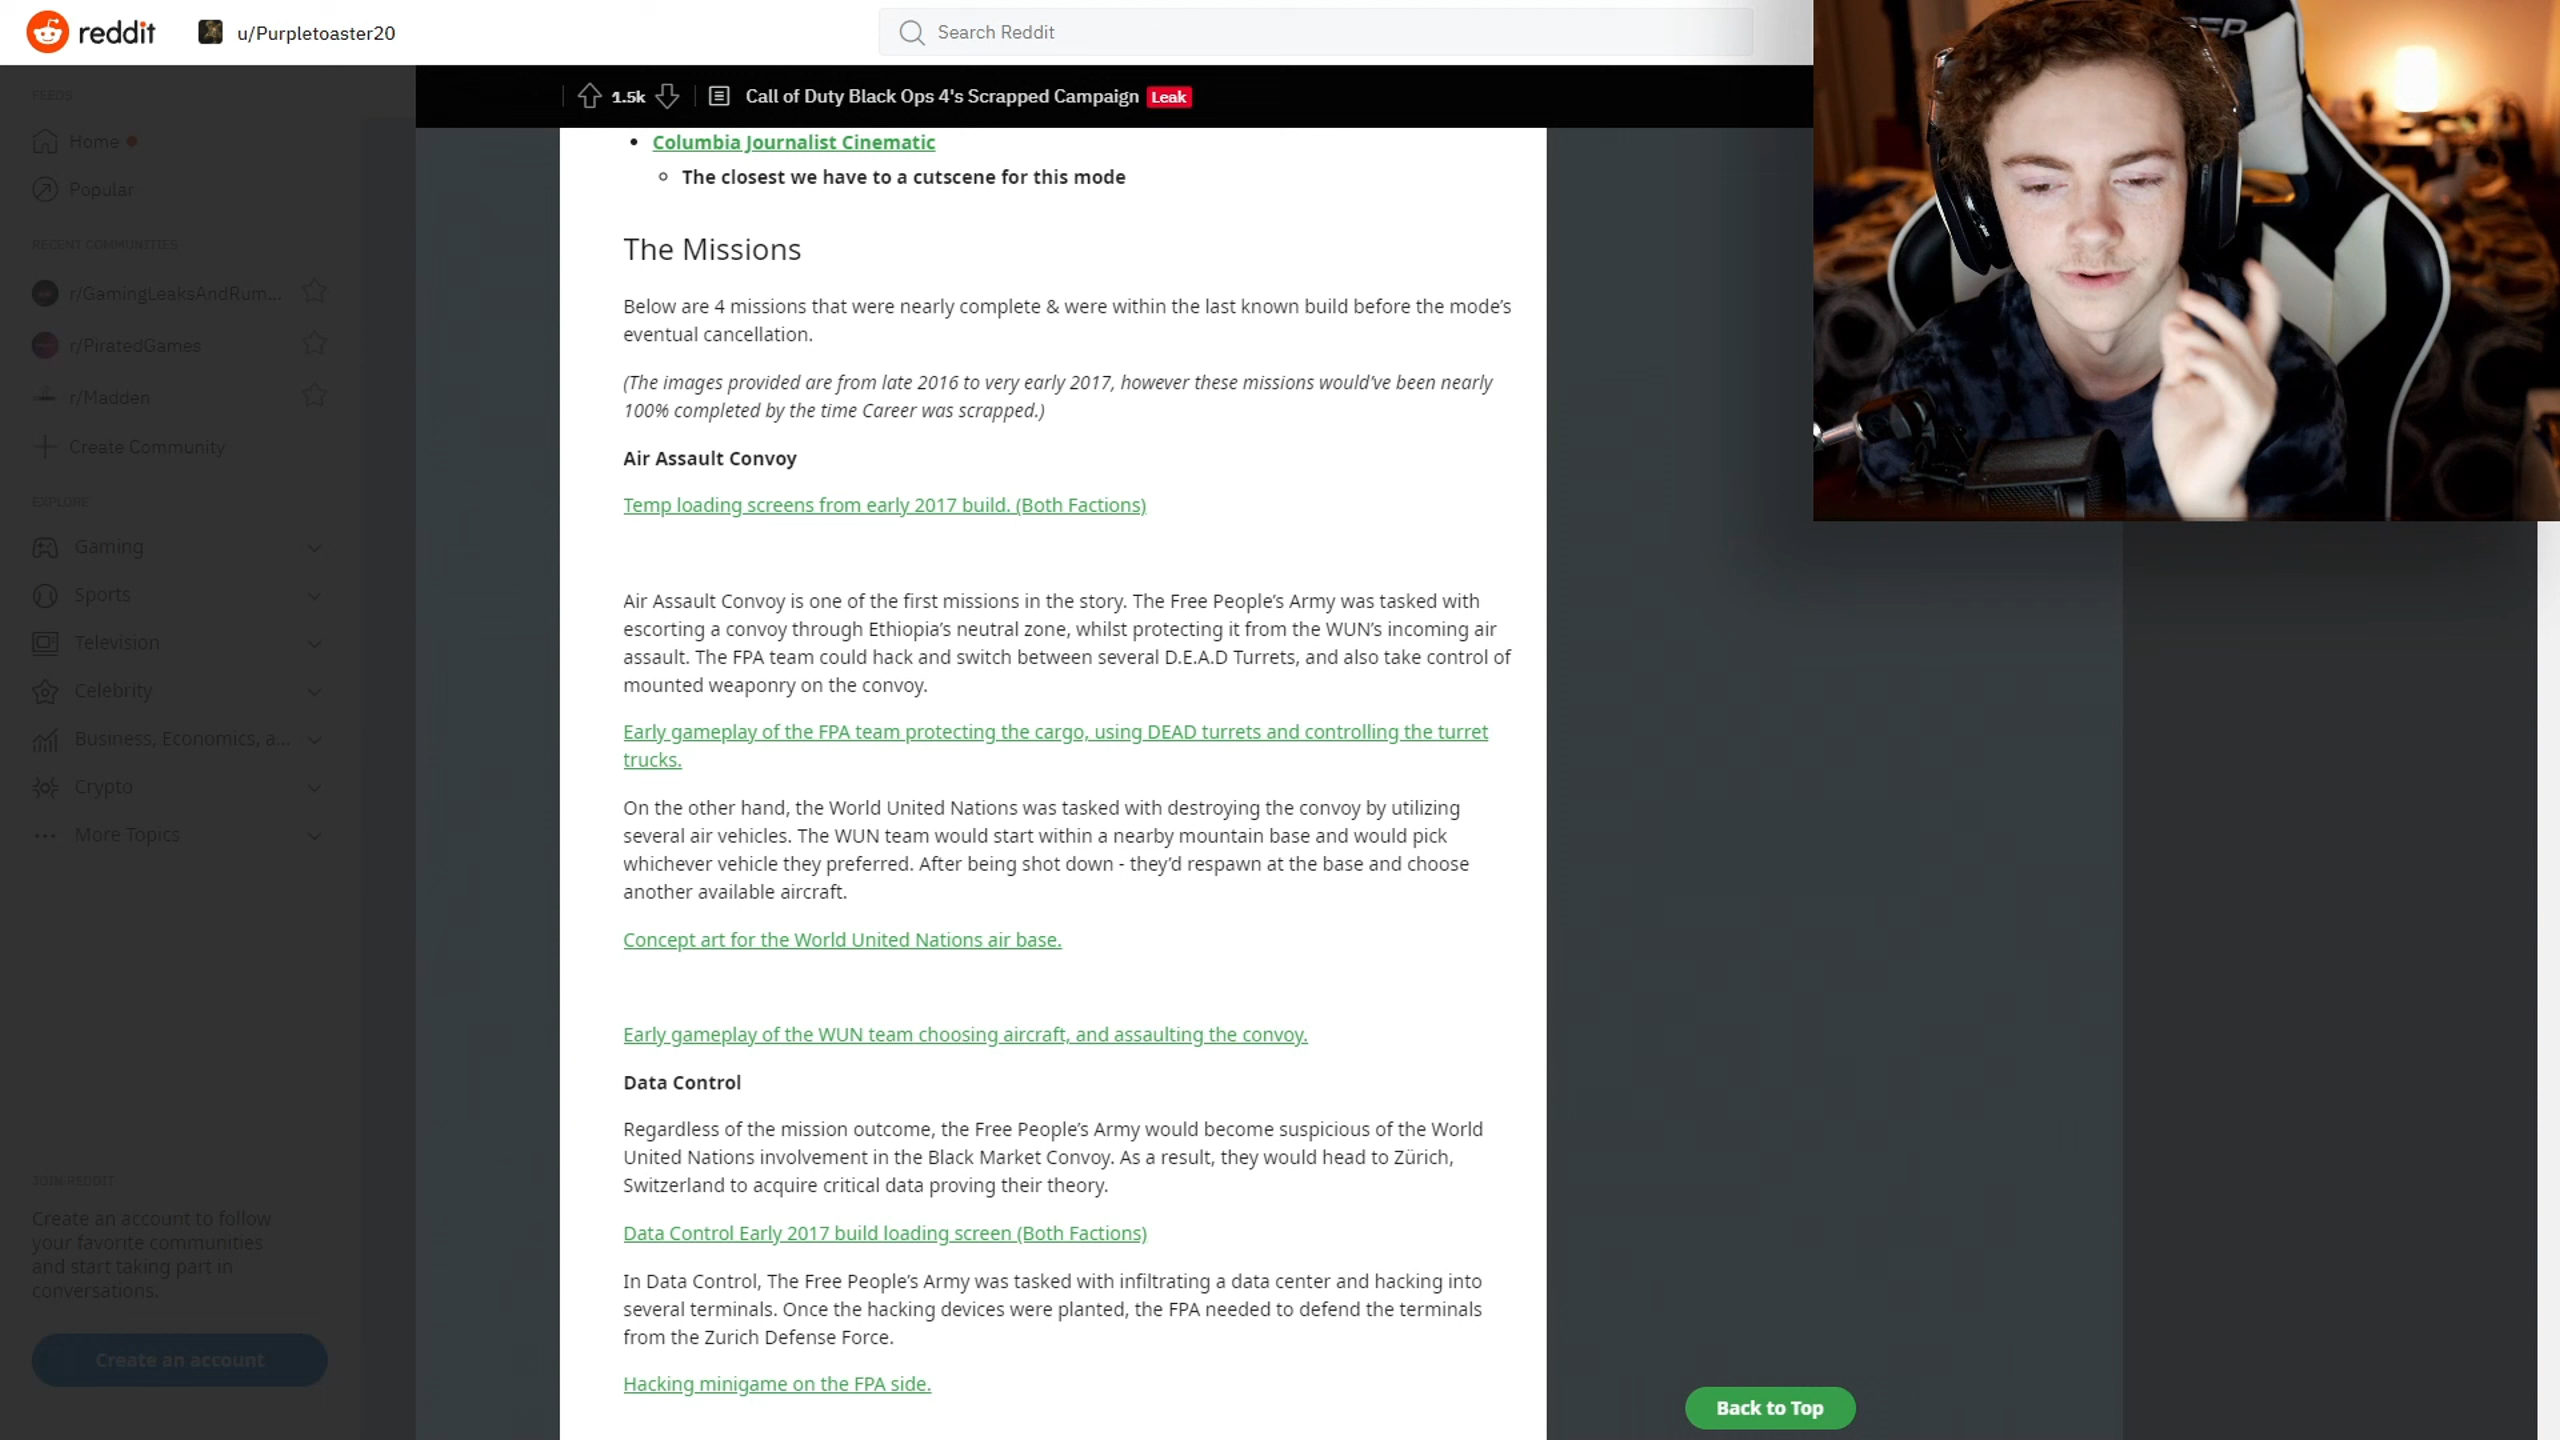 reddit
u/Purpletoaster20
Search Reddit
FEEDS
Home
Popular
RECENT COMMUNITIES
r/GamingLeaksAndRum...
r/PiratedGames
r/Madden
Create Community
EXPLORE
Gaming
Sports
Television
Celebrity
Business, Economics, a...
Crypto
More Topics
JOIN REDDIT
Create an account to follow
your favorite communities
and start taking part in
conversations.
Create an account
1.5k
Call of Duty Black Ops 4's Scrapped Campaign Leak
• Columbia Journalist Cinematic
The closest we have to a cutscene for this mode
The Missions
Below are 4 missions that were nearly complete & were within the last known build before the mode's
eventual cancellation.
(The images provided are from late 2016 to very early 2017, however these missions would've been nearly
100% completed by the time Career was scrapped.)
Air Assault Convoy
Temp loading screens from early 2017 build. (Both Factions)
Air Assault Convoy is one of the first missions in the story. The Free People's Army was tasked with
escorting a convoy through Ethiopia's neutral zone, whilst protecting it from the WUN's incoming air
assault. The FPA team could hack and switch between several D.E.A.D Turrets, and also take control of
mounted weaponry on the convoy.
Early gameplay of the FPA team protecting the cargo, using DEAD turrets and controlling the turret
trucks.
On the other hand, the World United Nations was tasked with destroying the convoy by utilizing
several air vehicles. The WUN team would start within a nearby mountain base and would pick
whichever vehicle they preferred. After being shot down - they'd respawn at the base and choose
another available aircraft.
Concept art for the World United Nations air base.
Early gameplay of the WUN team choosing aircraft, and assaulting the convoy.
Data Control
Regardless of the mission outcome, the Free People's Army would become suspicious of the World
United Nations involvement in the Black Market Convoy. As a result, they would head to Zürich,
Switzerland to acquire critical data proving their theory.
Data Control Early 2017 build loading screen (Both Factions)
In Data Control, The Free People's Army was tasked with infiltrating a data center and hacking into
several terminals. Once the hacking devices were planted, the FPA needed to defend the terminals
from the Zurich Defense Force.
Hacking minigame on the FPA side.
Back to Top